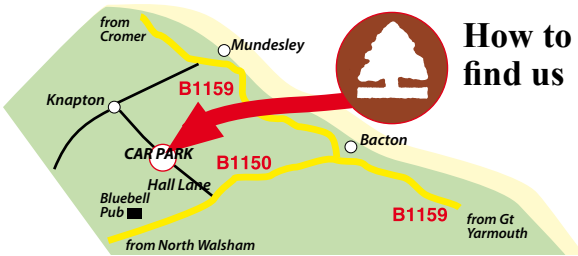 from
Cromer
Mundesley
How to
find us
Knapton
B1159
CAR PARK
Bacton
B1150
Hall Lane
Bluebell
Pub
B1159
from Gt
Yarmouth
from North Walsham